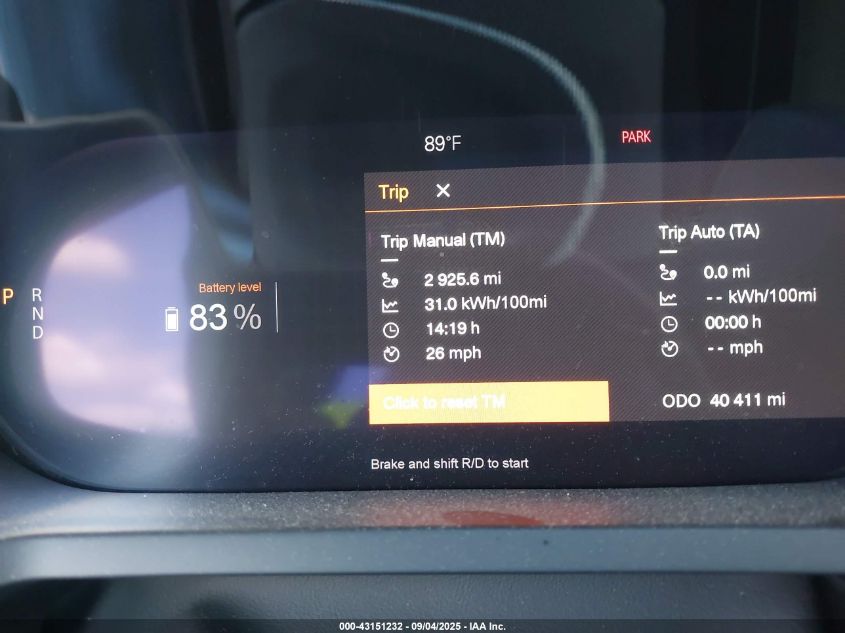 89°F
PARK
Trip ✕
Trip Manual (TM)
2 925.6 mi
31.0 kWh/100mi
14:19 h
26 mph
Click to reset TM
Trip Auto (TA)
0.0 mi
-- kWh/100mi
00:00 h
-- mph
ODO 40 411 mi
P
R
N
D
Battery level
83%
Brake and shift R/D to start
000-43151232 - 09/04/2025 - IAA Inc.